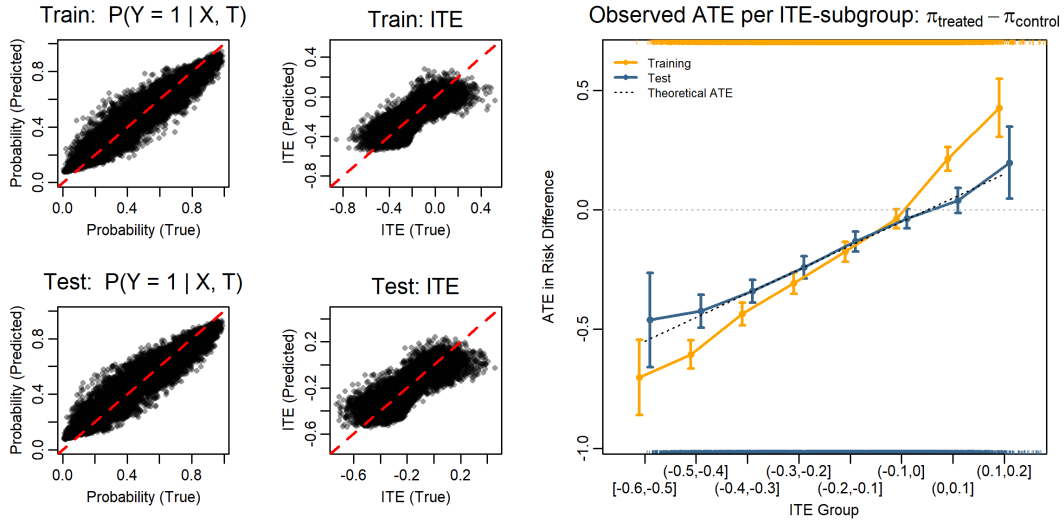 Train:  P(Y = 1 | X, T)
Probability (Predicted)
0.0 0.4 0.8
0.0 0.4 0.8
Probability (True)
Train: ITE
ITE (Predicted)
-0.8 -0.4 0.0 0.4
-0.8 -0.4 0.0 0.4
ITE (True)
Test:  P(Y = 1 | X, T)
Probability (Predicted)
0.0 0.4 0.8
0.0 0.4 0.8
Probability (True)
Test: ITE
ITE (Predicted)
-0.6 -0.2 0.2
-0.6 -0.2 0.2
ITE (True)
Observed ATE per ITE-subgroup: πtreated − πcontrol
Training
Test
Theoretical ATE
ATE in Risk Difference
0.5
0.0
-0.5
-1.0
(-0.5,-0.4] (-0.3,-0.2] (-0.1,0] (0.1,0.2]
[-0.6,-0.5] (-0.4,-0.3] (-0.2,-0.1] (0,0.1]
ITE Group